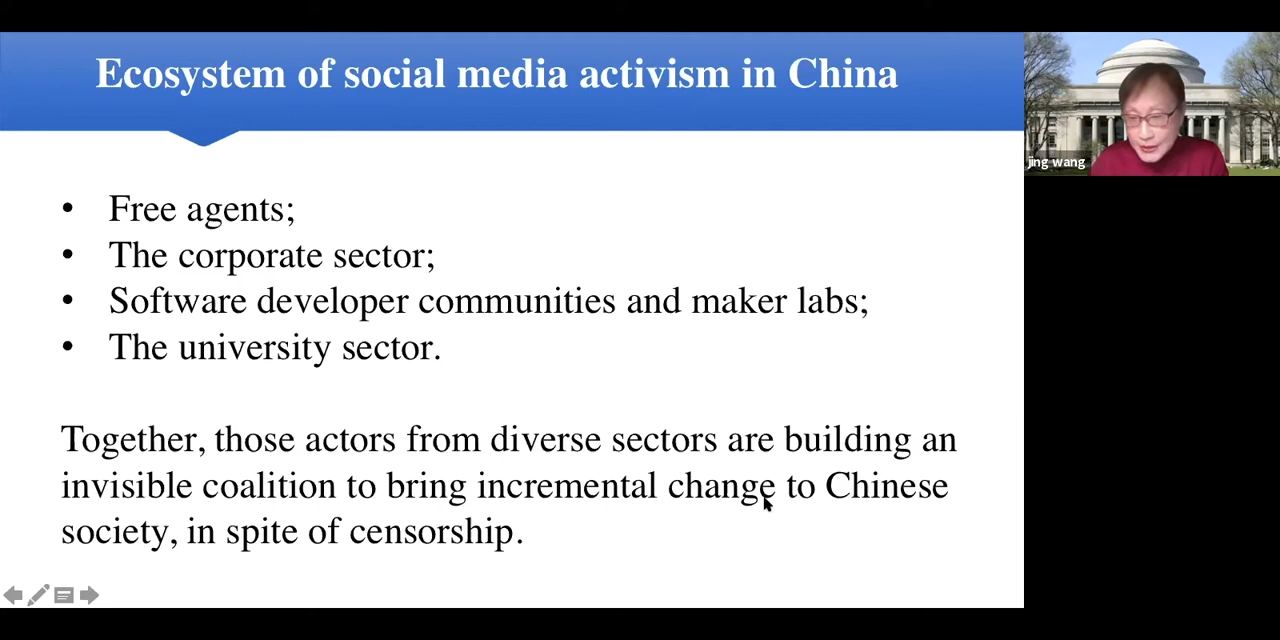 Ecosystem of social media activism in China
jing wang
• Free agents;
• The corporate sector;
• Software developer communities and maker labs;
• The university sector.
Together, those actors from diverse sectors are building an
invisible coalition to bring incremental change to Chinese
society, in spite of censorship.